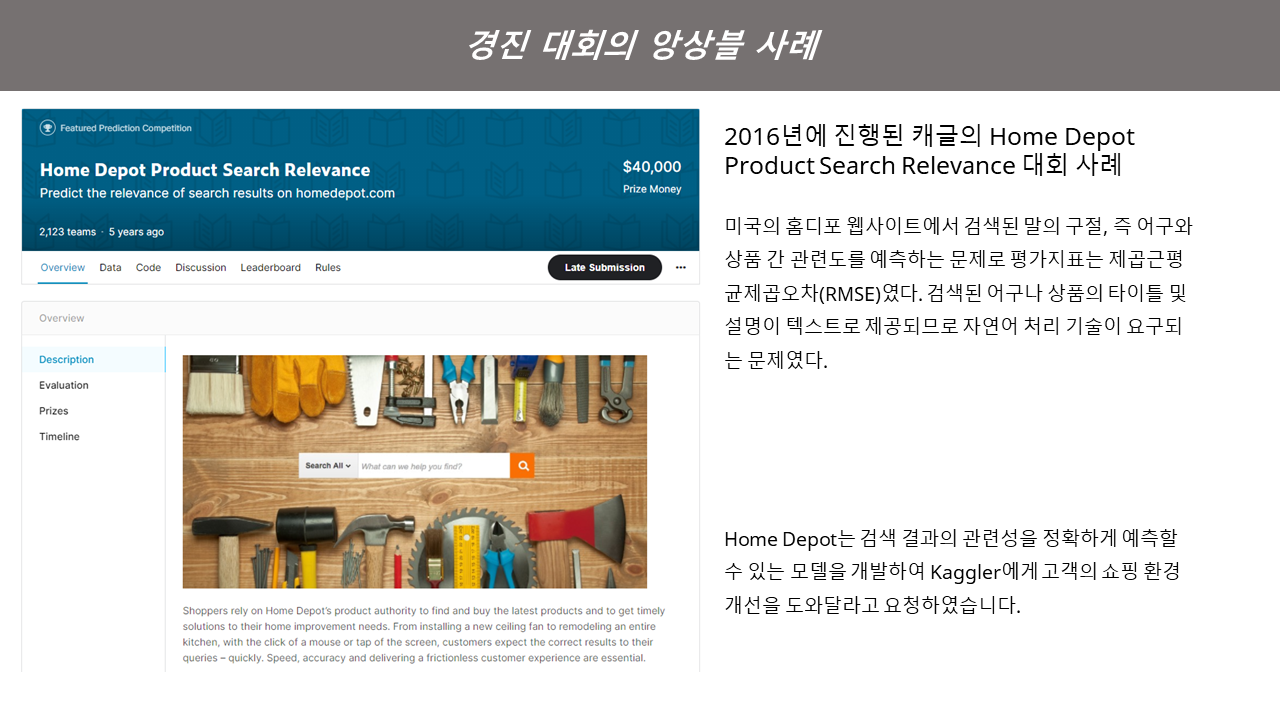 경진 대회의 앙상블 사례
Featured Prediction Competition
Home Depot Product Search Relevance
Predict the relevance of search results on homedepot.com
$40,000
Prize Money
2,123 teams · 5 years ago
Overview Data Code Discussion Leaderboard Rules Late Submission •••
Overview
Description
Evaluation
Prizes
Timeline
Search All What can we help you find?
Shoppers rely on Home Depot's product authority to find and buy the latest products and to get timely
solutions to their home improvement needs. From installing a new ceiling fan to remodeling an entire
kitchen, with the click of a mouse or tap of the screen, customers expect the correct results to their
queries – quickly. Speed, accuracy and delivering a frictionless customer experience are essential.
2016년에 진행된 캐글의 Home Depot
Product Search Relevance 대회 사례
미국의 홈디포 웹사이트에서 검색된 말의 구절, 즉 어구와
상품 간 관련도를 예측하는 문제로 평가지표는 제곱근평
균제곱오차(RMSE)였다. 검색된 어구나 상품의 타이틀 및
설명이 텍스트로 제공되므로 자연어 처리 기술이 요구되
는 문제였다.
Home Depot는 검색 결과의 관련성을 정확하게 예측할
수 있는 모델을 개발하여 Kaggler에게 고객의 쇼핑 환경
개선을 도와달라고 요청하였습니다.